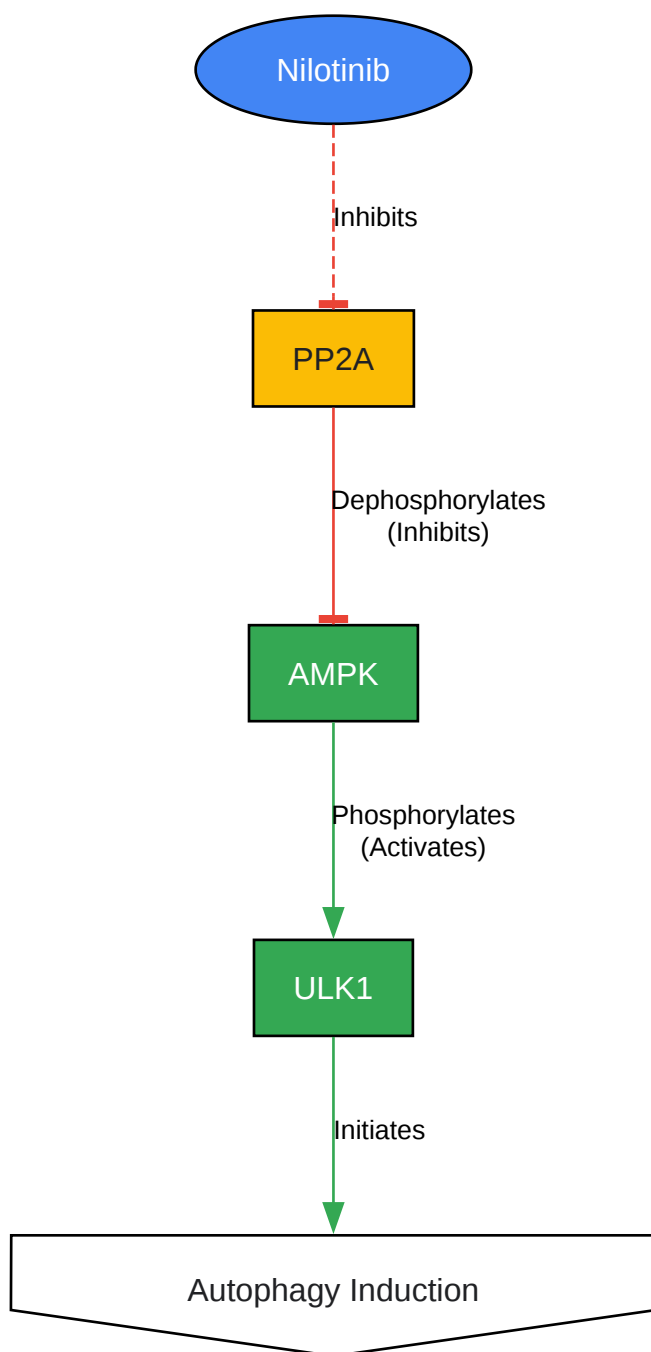 Nilotinib
Inhibits
PP2A
Dephosphorylates
(Inhibits)
AMPK
Phosphorylates
(Activates)
ULK1
Initiates
Autophagy Induction